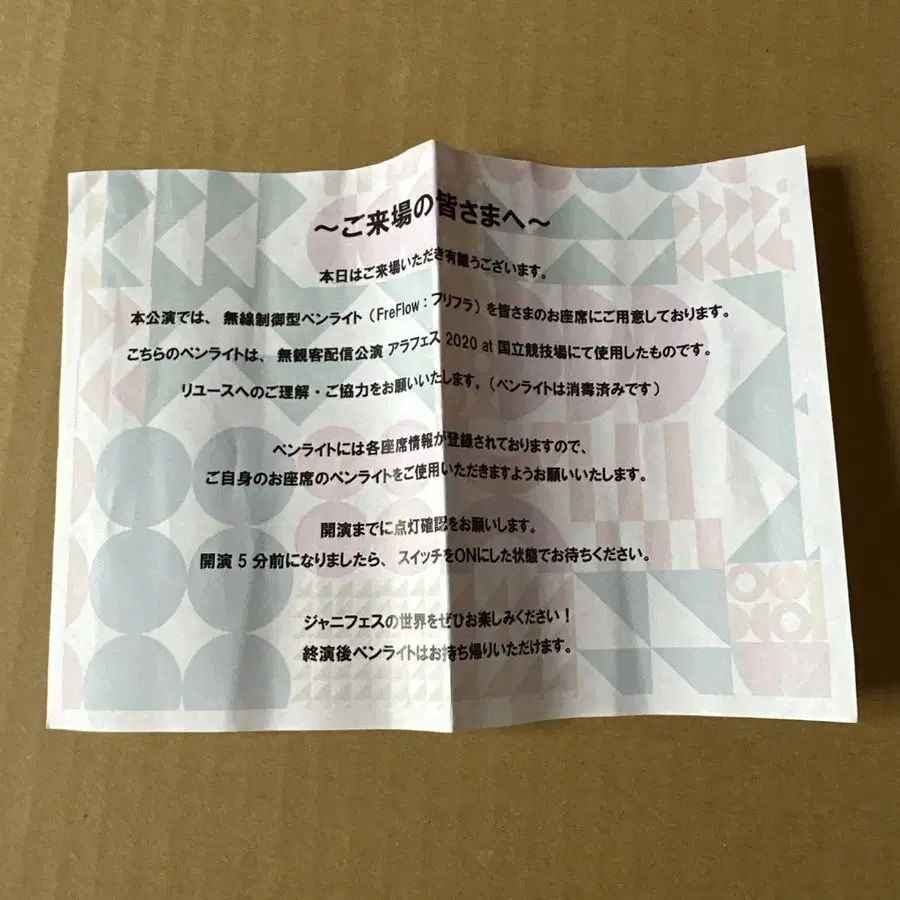 ～ご来場の皆さまへ～
本日はご来場いただき有難うございます。
本公演では、無線制御型ペンライト（FreFlow：フリフラ）を皆さまのお座席にご用意しております。
こちらのペンライトは、無観客配信公演 アラフェス 2020 at 国立競技場にて使用したものです。
リユースへのご理解・ご協力をお願いいたします。（ペンライトは消毒済みです）
ペンライトには各座席情報が登録されておりますので、
ご自身のお座席のペンライトをご使用いただきますようお願いいたします。
開演までに点灯確認をお願いします。
開演 5 分前になりましたら、スイッチをONにした状態でお待ちください。
ジャニフェスの世界をぜひお楽しみください！
終演後ペンライトはお持ち帰りいただけます。